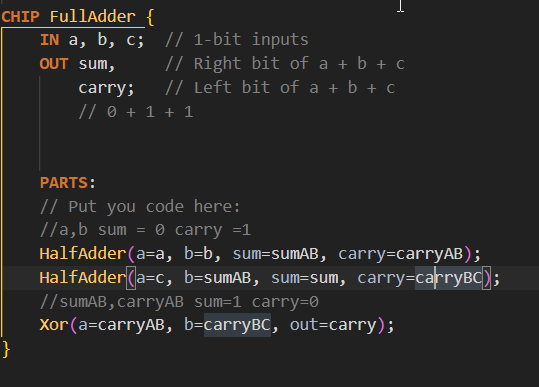 CHIP FullAdder {
IN a, b, c;  // 1-bit inputs
OUT sum,     // Right bit of a + b + c
carry;   // Left bit of a + b + c
// 0 + 1 + 1
PARTS:
// Put you code here:
//a,b sum = 0 carry =1
HalfAdder(a=a, b=b, sum=sumAB, carry=carryAB);
HalfAdder(a=c, b=sumAB, sum=sum, carry=carryBC);
//sumAB,carryAB sum=1 carry=0
Xor(a=carryAB, b=carryBC, out=carry);
}